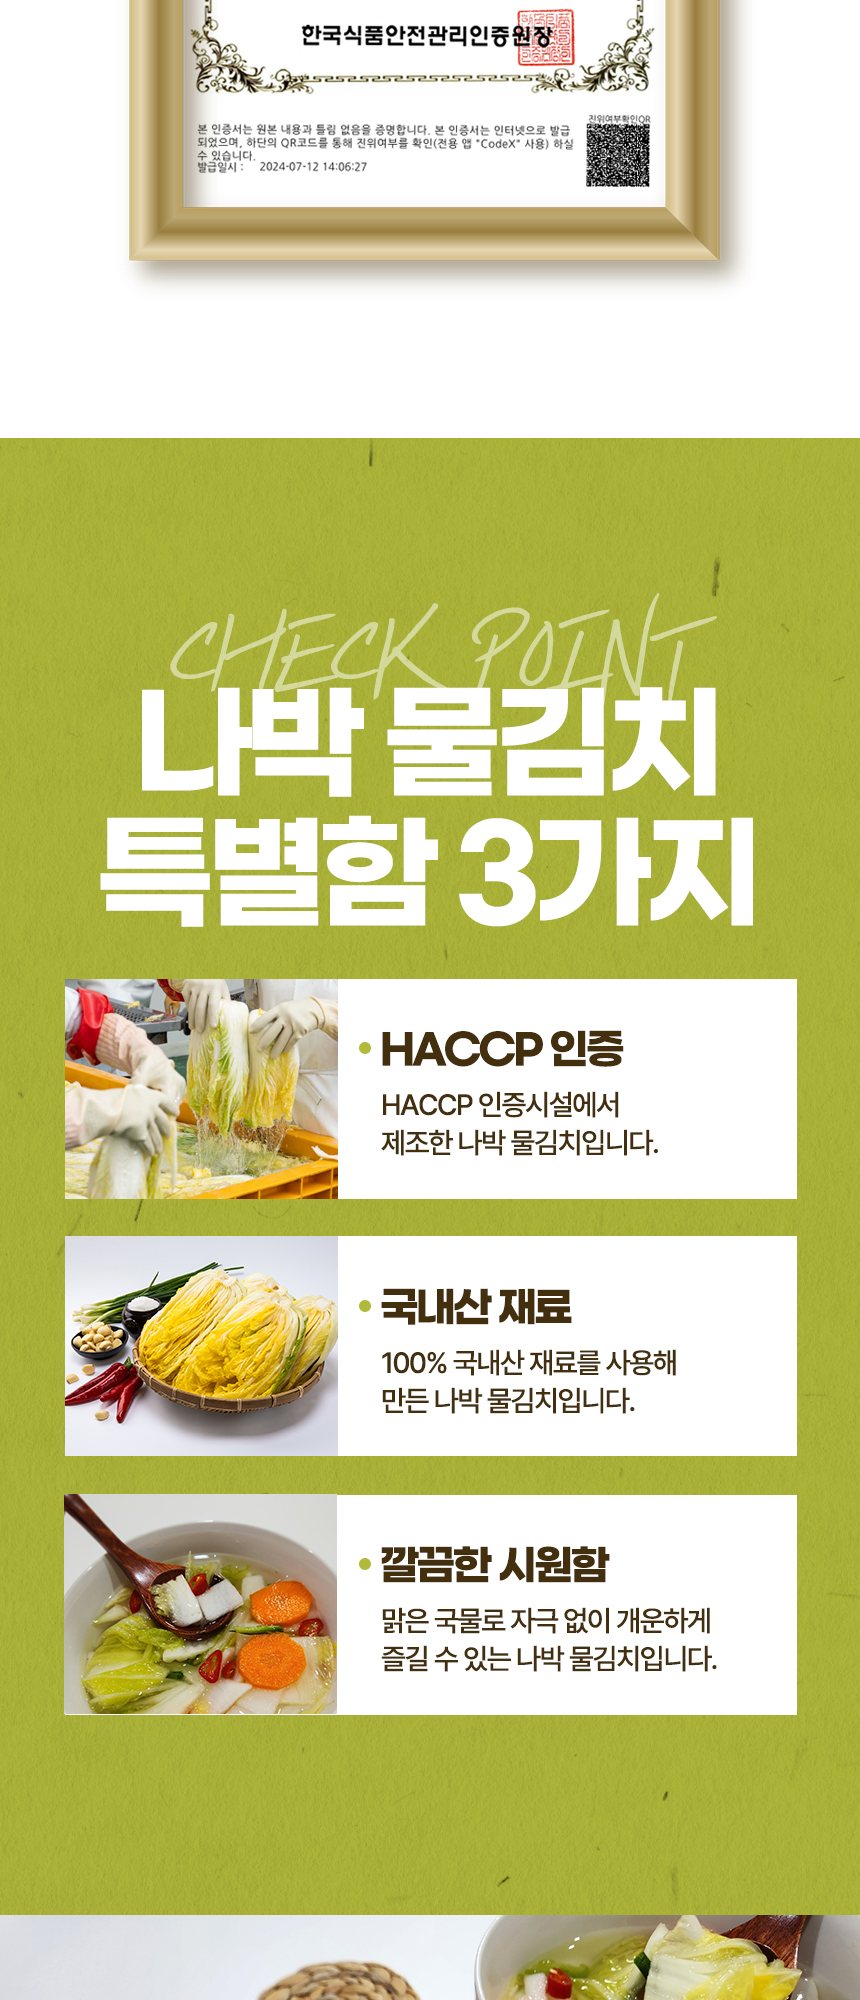 한국식품안전관리인증원장
진위여부확인QR
본 인증서는 원본 내용과 틀림 없음을 증명합니다. 본 인증서는 인터넷으로 발급
되었으며, 하단의 QR코드를 통해 진위여부를 확인(전용 앱 "CodeX" 사용) 하실
수 있습니다.
발급일시 : 2024-07-12 14:06:27
CHECK POINT
나박 물김치
특별함 3가지
HACCP 인증
HACCP 인증시설에서
제조한 나박 물김치입니다.
국내산 재료
100% 국내산 재료를 사용해
만든 나박 물김치입니다.
깔끔한 시원함
맑은 국물로 자극 없이 개운하게
즐길 수 있는 나박 물김치입니다.